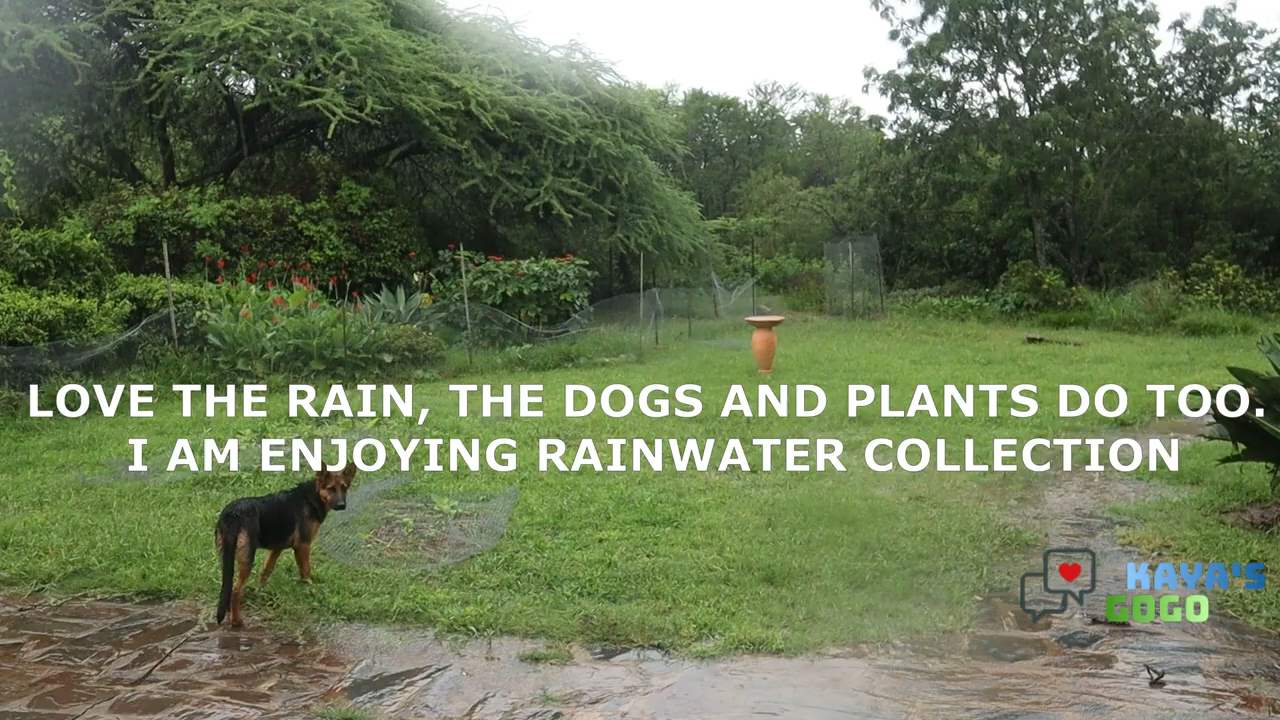 LOVE THE RAIN, THE DOGS AND PLANTS DO TOO.
I AM ENJOYING RAINWATER COLLECTION
KAYA'S
GOGO